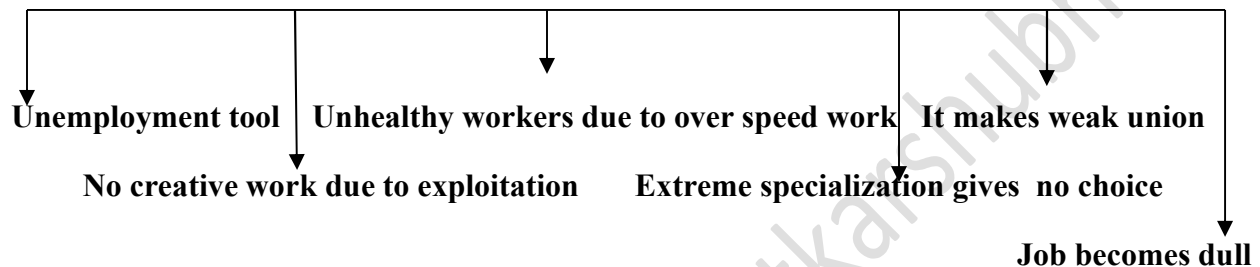 Unemployment tool Unhealthy workers due to over speed work It makes weak union
No creative work due to exploitation Extreme specialization gives no choice
Job becomes dull